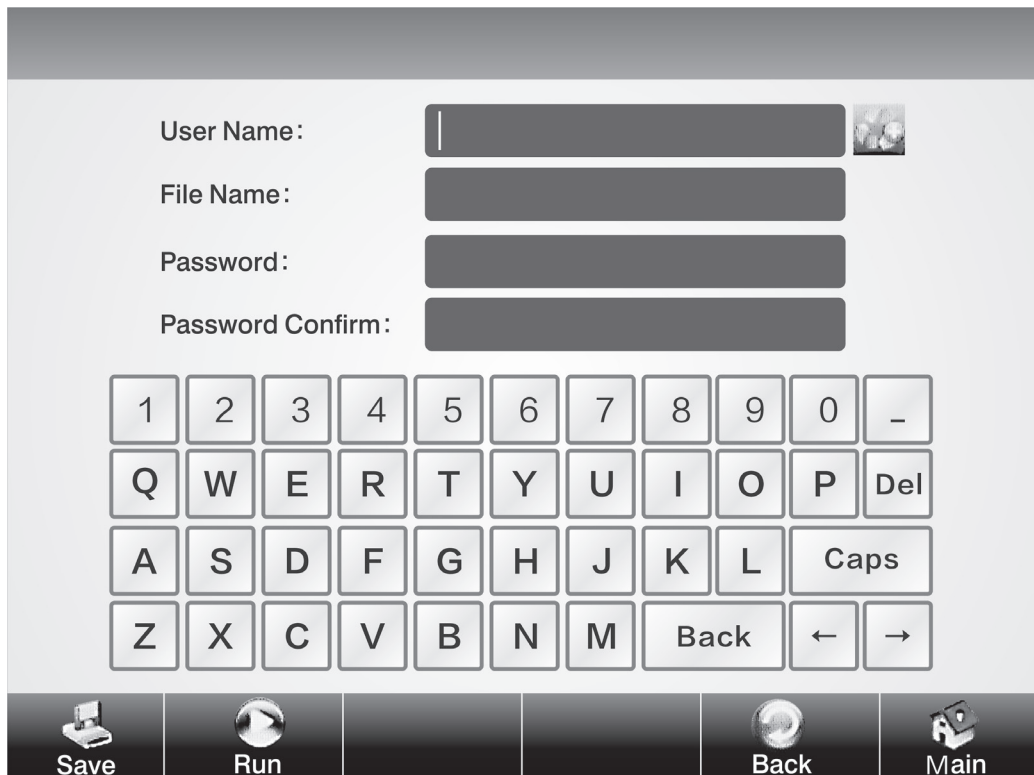 User Name:
File Name:
Password:
Password Confirm:
1 2 3 4 5 6 7 8 9 0 _
Q W E R T Y U I O P Del
A S D F G H J K L Caps
Z X C V B N M Back ← →
Save Run Back Main